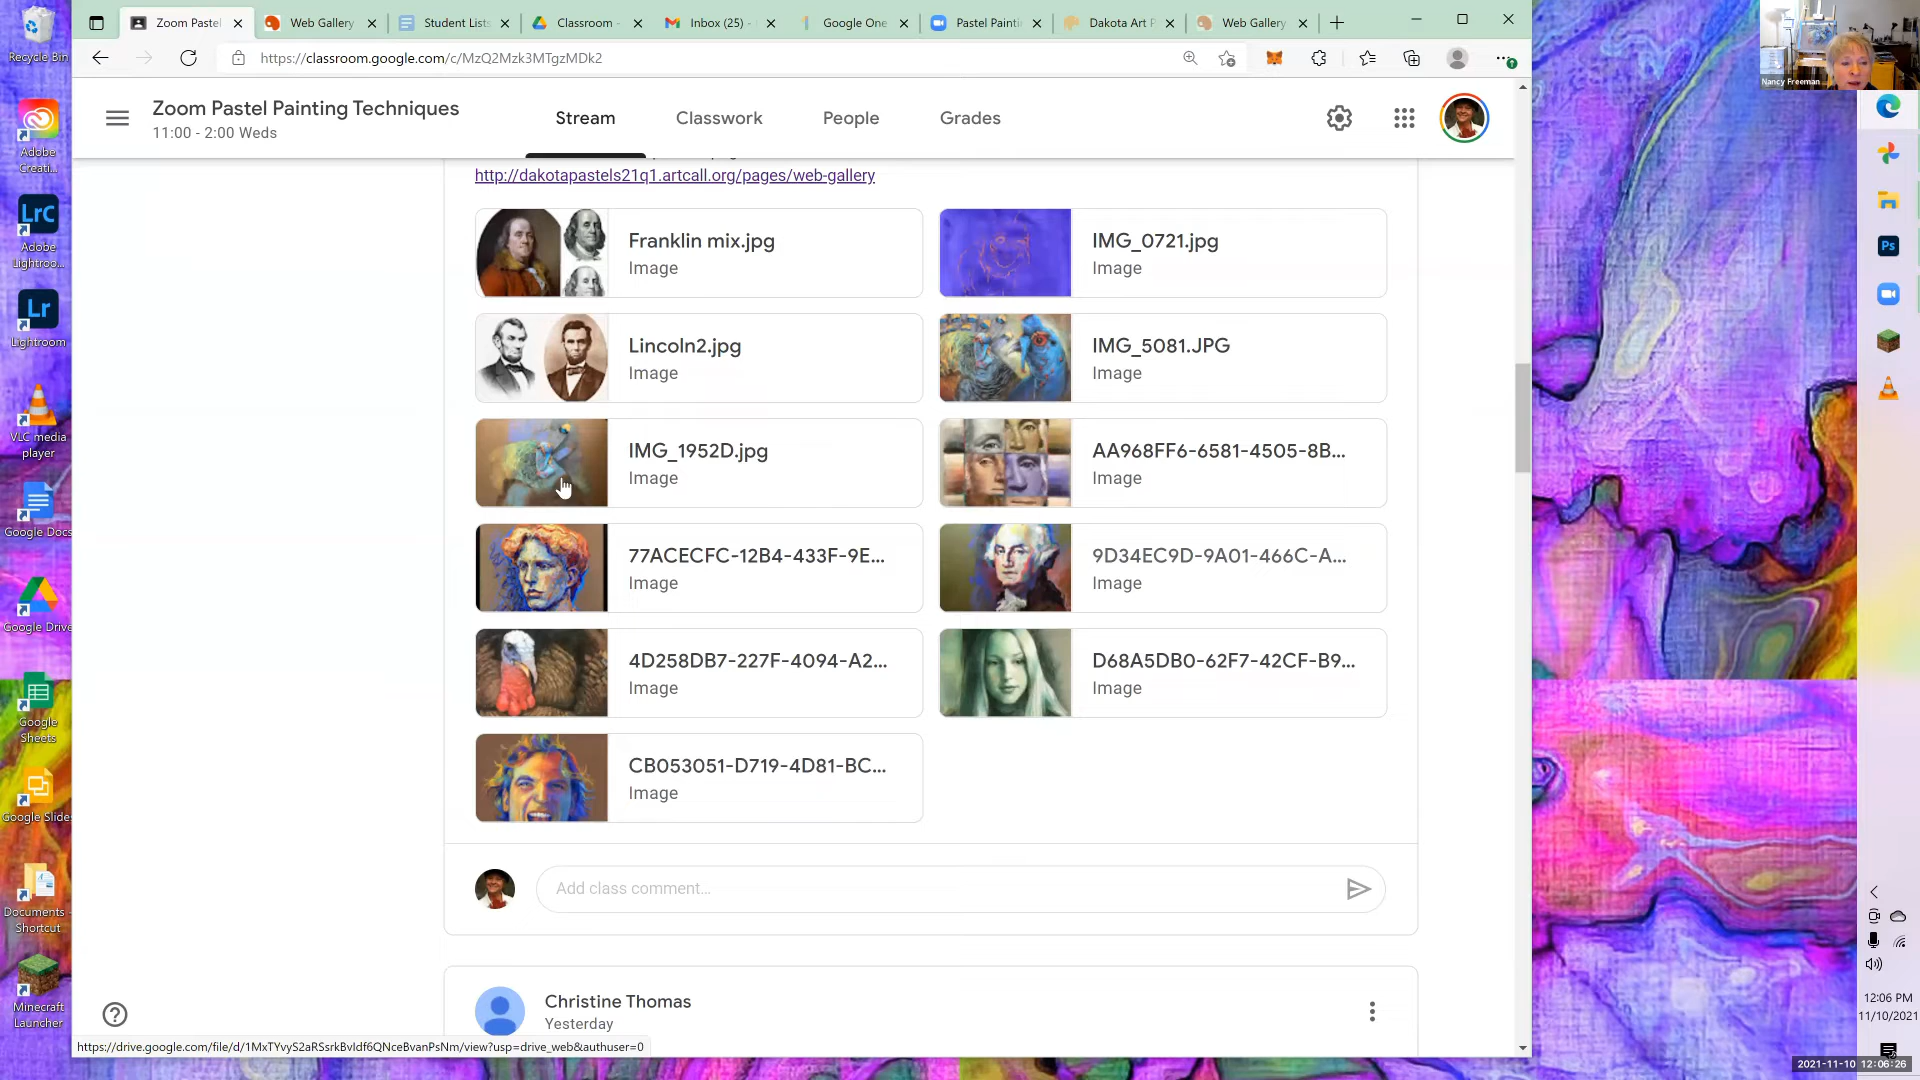 Recycle Bin
Adobe
Creati...
Adobe
Lightroo...
Lightroom
VLC media
player
Google Docs
Google Drive
Google
Sheets
Google Slides
Documents -
Shortcut
Minecraft
Launcher
Zoom Pastel
Web Gallery
Student Lists
Classroom -
Inbox (25) -
Google One
Pastel Painti
Dakota Art P
Web Gallery
https://classroom.google.com/c/MzQ2Mzk3MTgzMDk2
Nancy Freeman
Zoom Pastel Painting Techniques
11:00 - 2:00 Weds
Stream
Classwork
People
Grades
http://dakotapastels21q1.artcall.org/pages/web-gallery
Franklin mix.jpg
Image
IMG_0721.jpg
Image
Lincoln2.jpg
Image
IMG_5081.JPG
Image
IMG_1952D.jpg
Image
AA968FF6-6581-4505-8B...
Image
77ACECFC-12B4-433F-9E...
Image
9D34EC9D-9A01-466C-A...
Image
4D258DB7-227F-4094-A2...
Image
D68A5DB0-62F7-42CF-B9...
Image
CB053051-D719-4D81-BC...
Image
Add class comment...
Christine Thomas
Yesterday
https://drive.google.com/file/d/1MxTYvyS2aRSsrkBvIdf6QNceBvanPsNm/view?usp=drive_web&authuser=0
LrC
Lr
Ps
12:06 PM
11/10/2021
2021-11-10 12:06:26